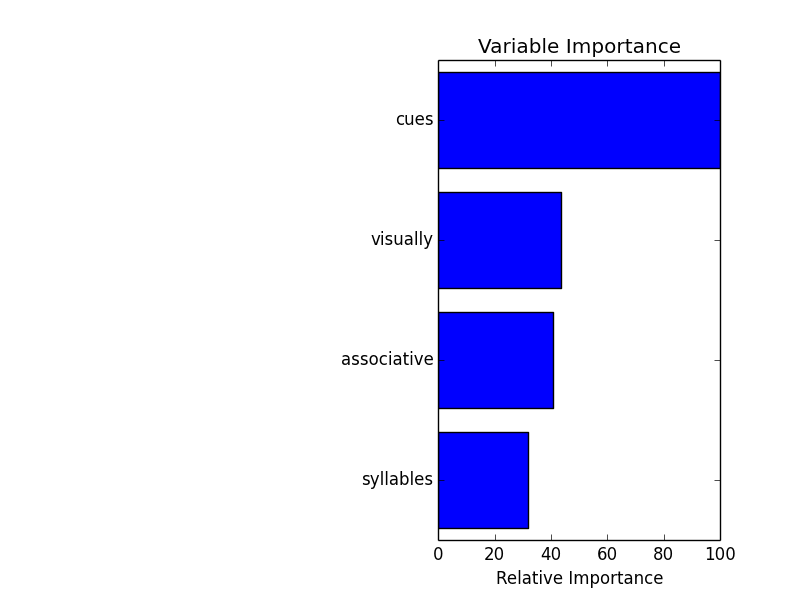 Variable Importance
cues
visually
associative
syllables
0 20 40 60 80 100
Relative Importance